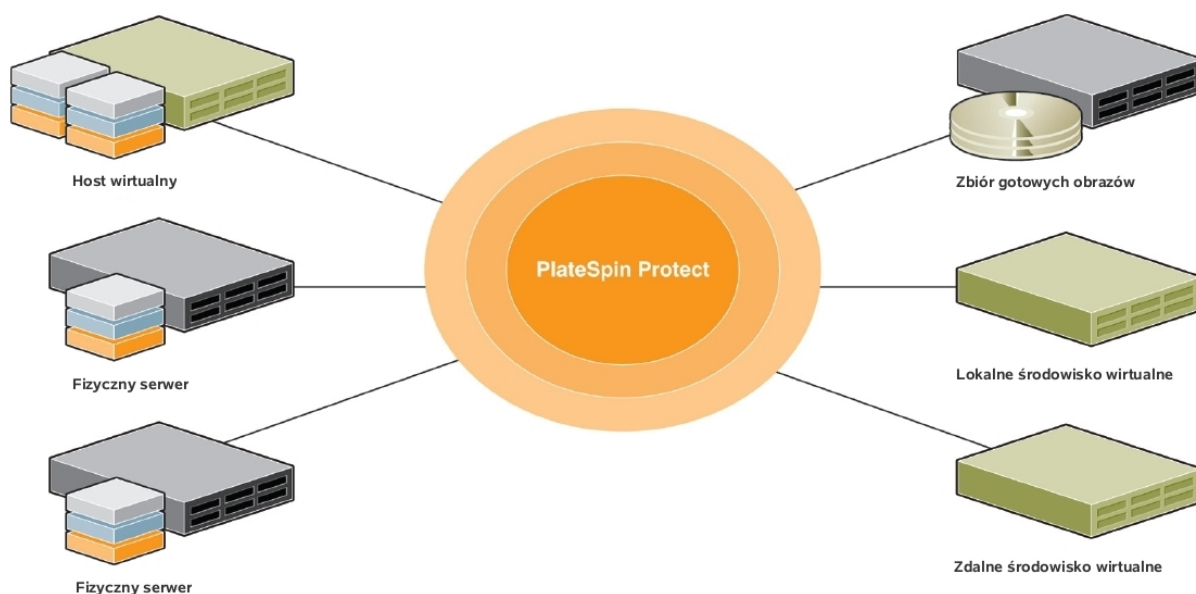 Host wirtualny
Zbiór gotowych obrazów
PlateSpin Protect
Fizyczny serwer
Lokalne środowisko wirtualne
Fizyczny serwer
Zdalne środowisko wirtualne